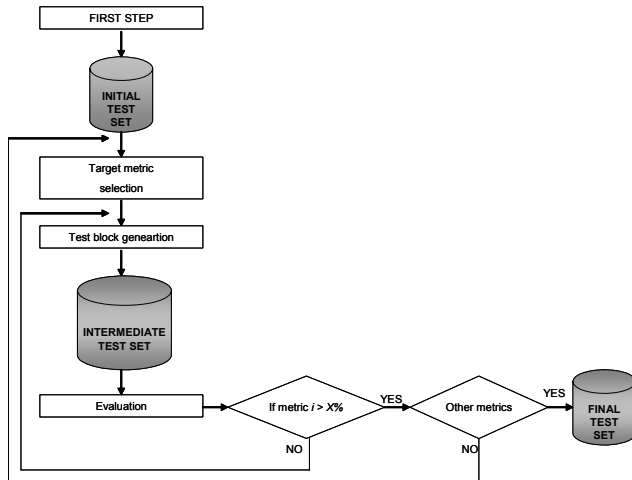 FIRST STEP
INITIAL
TEST
SET
Target metric
selection
Test block geneartion
INTERMEDIATE
TEST SET
Evaluation
If metric i > X%
YES
NO
Other metrics
YES
NO
FINAL
TEST
SET